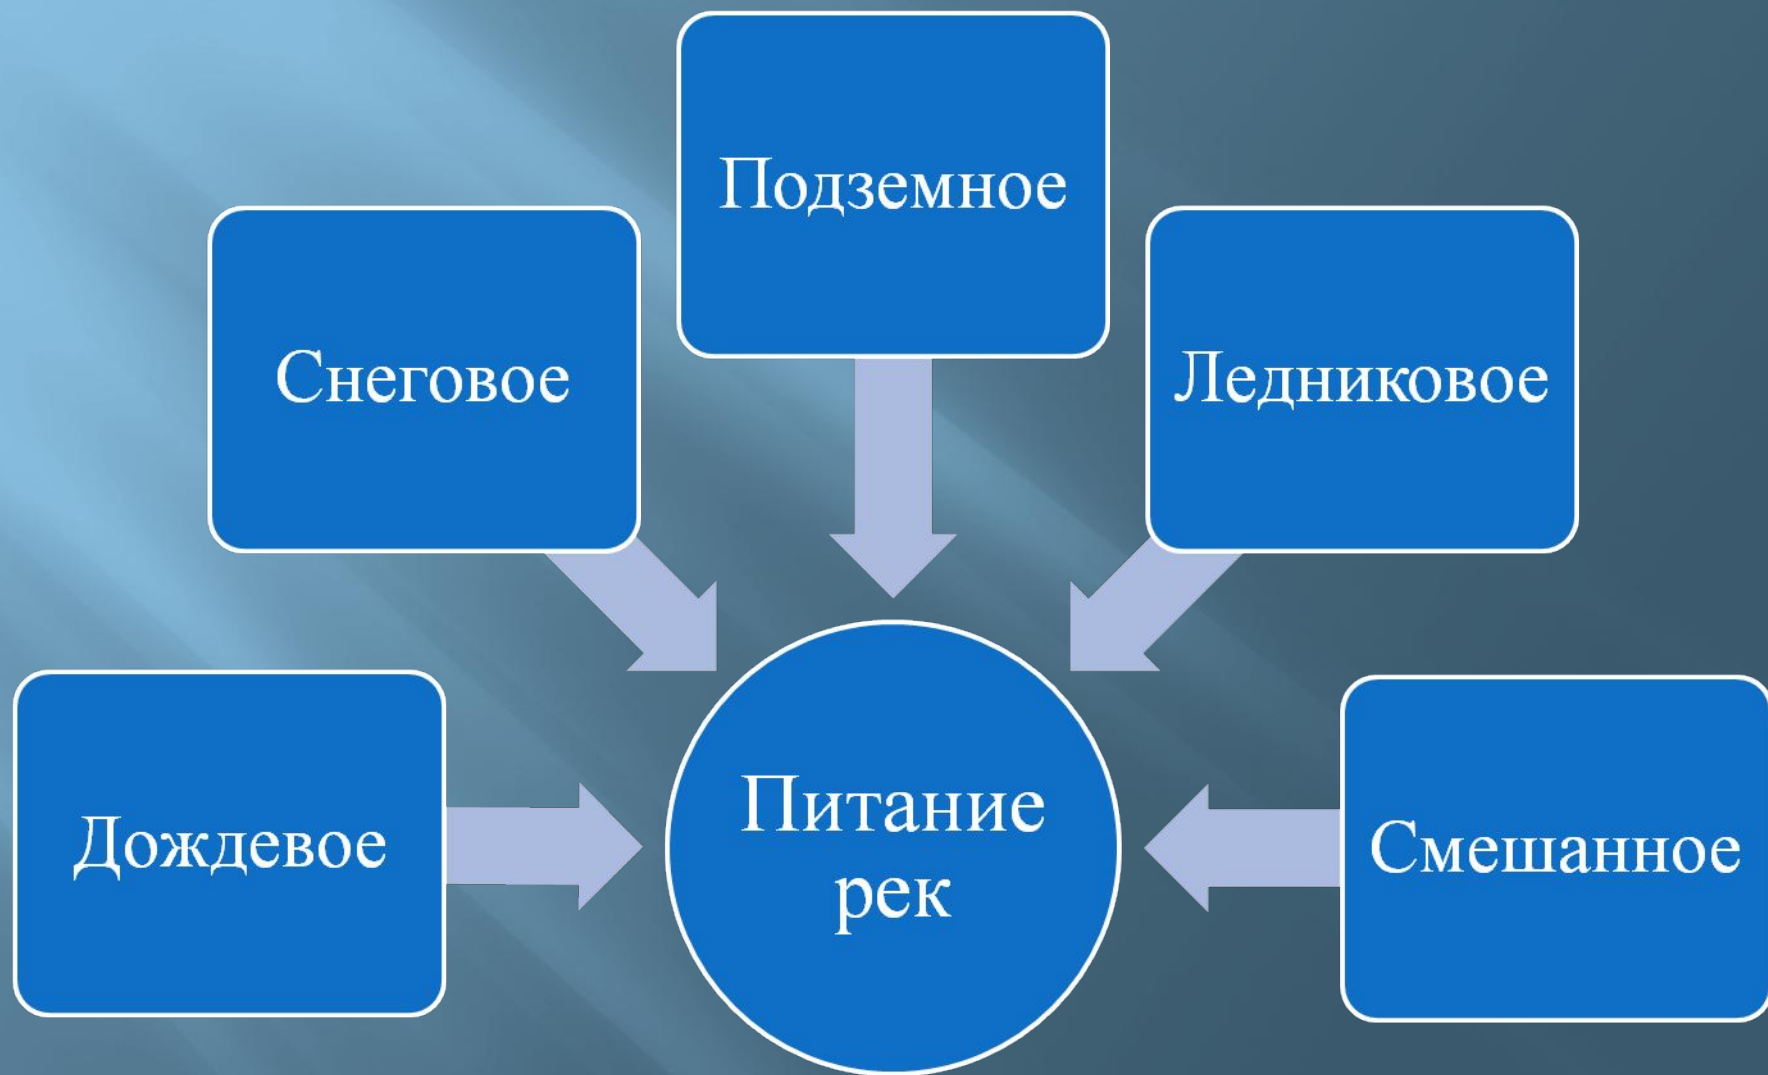 Подземное
Снеговое
Ледниковое
Дождевое
Питание
рек
Смешанное